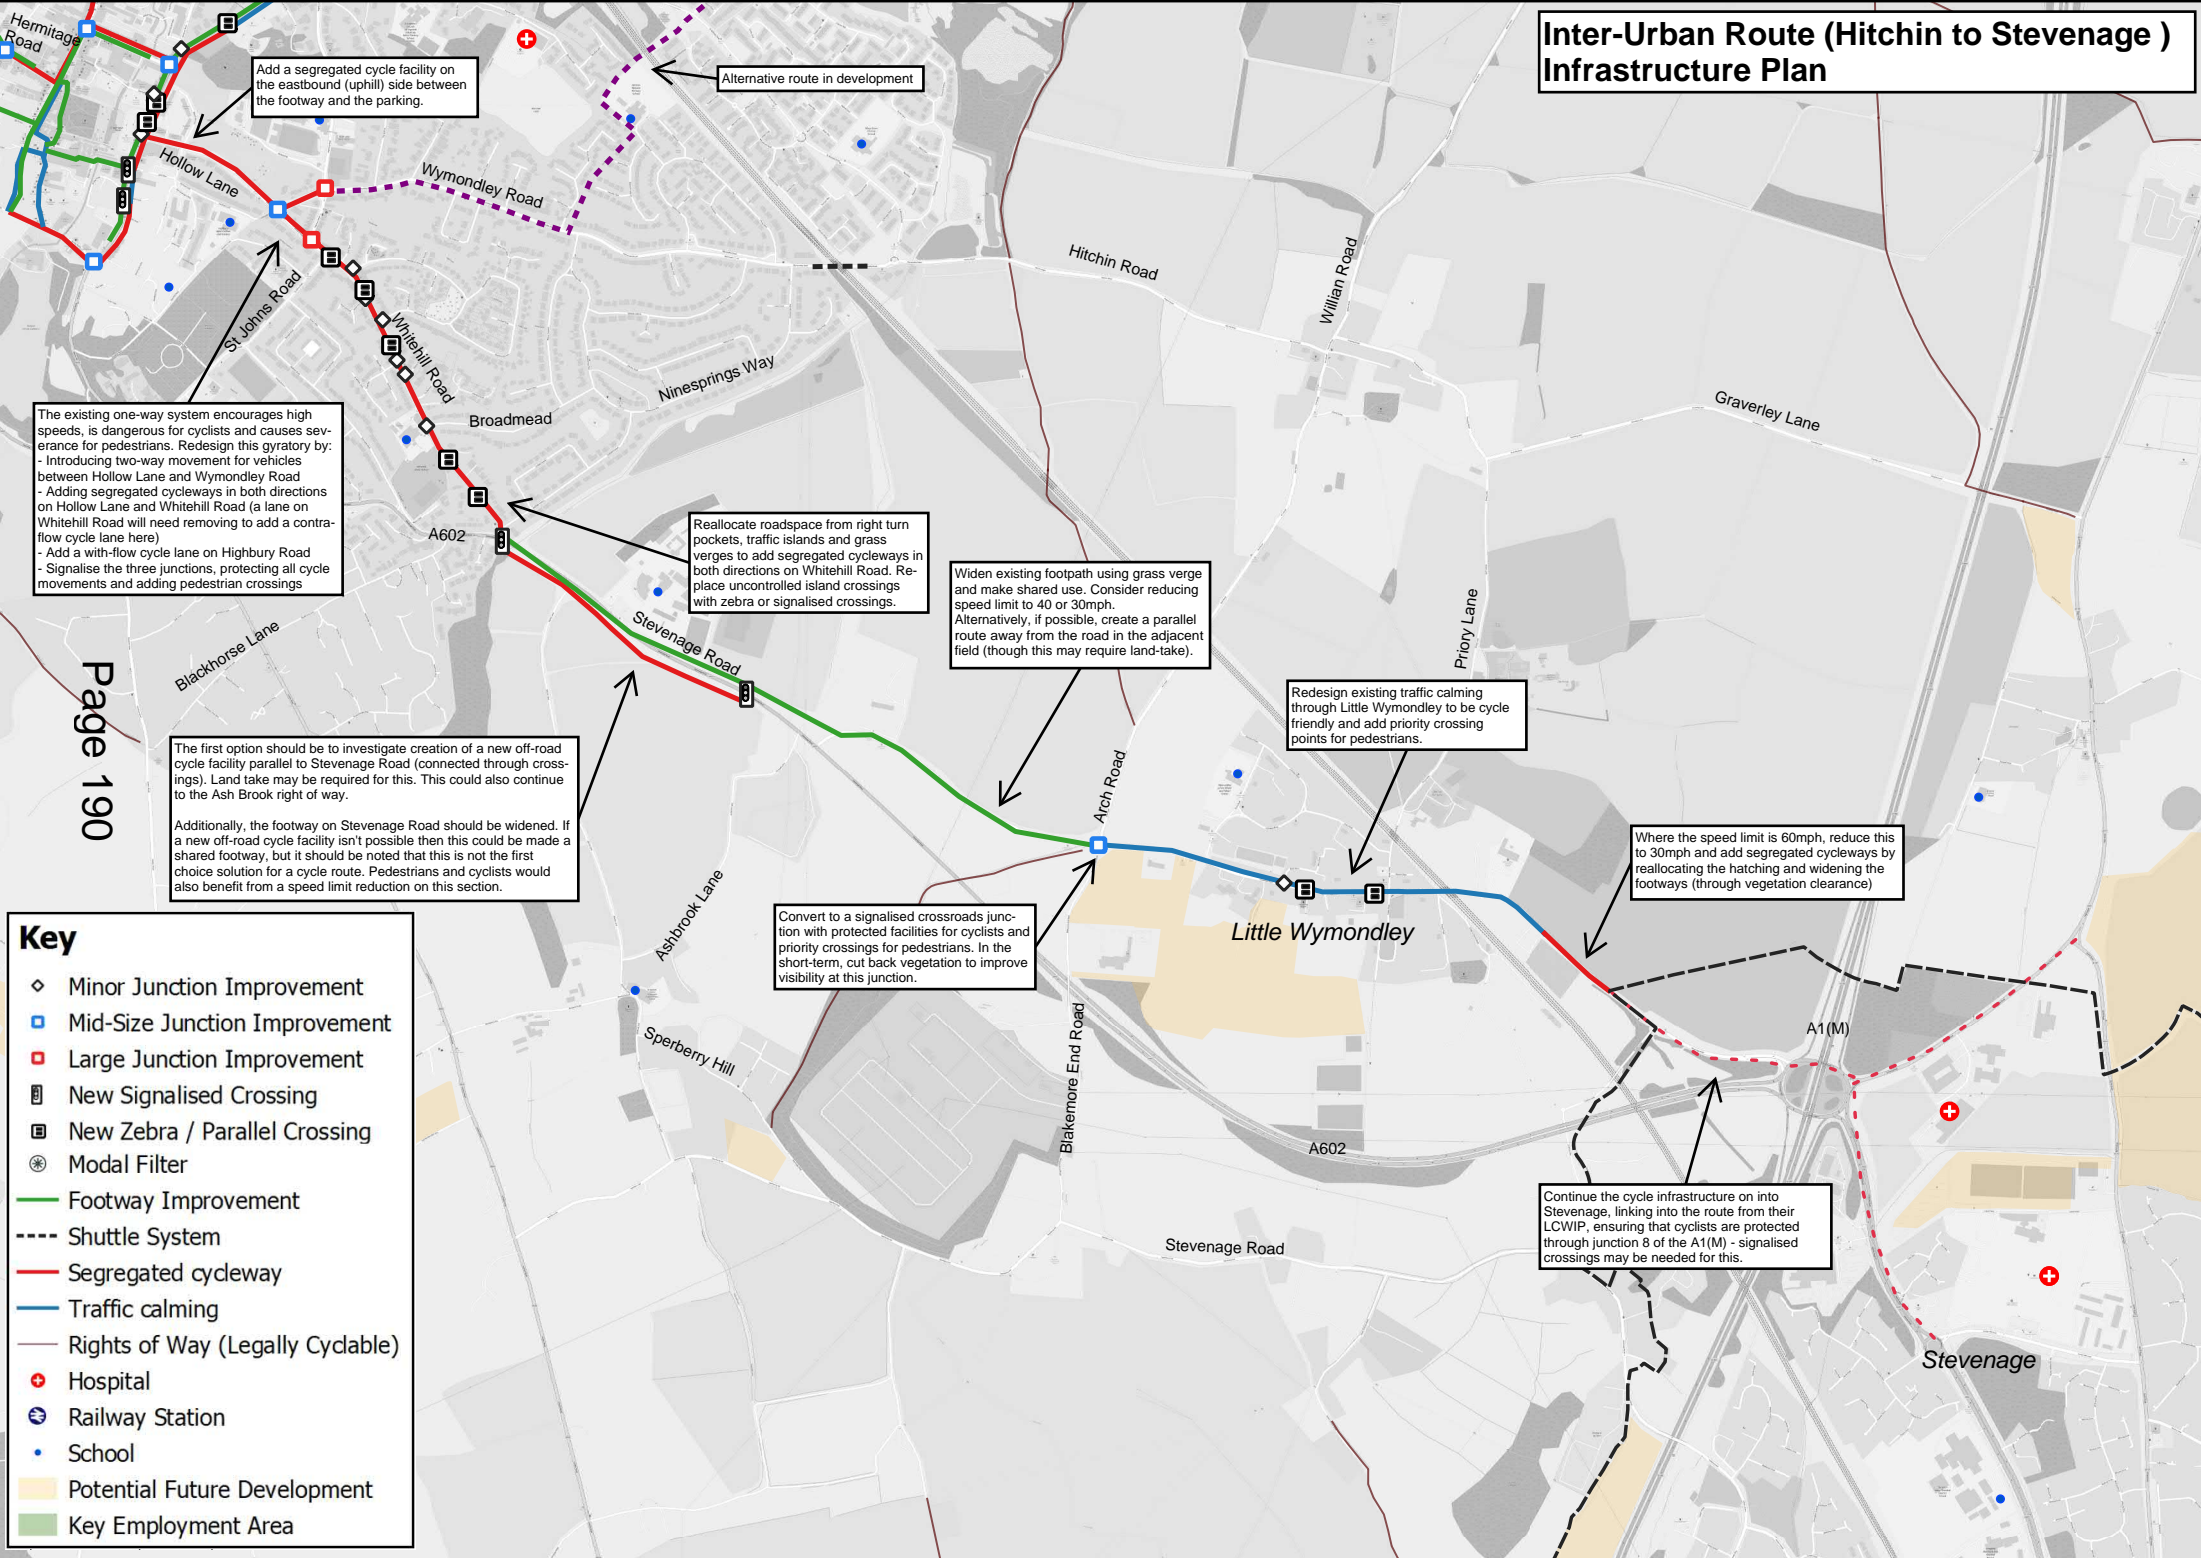 Inter-Urban Route (Hitchin to Stevenage )
Infrastructure Plan
Hermitage
Road
Add a segregated cycle facility on
the eastbound (uphill) side between
the footway and the parking.
Alternative route in development
Hollow Lane
Wymondley Road
Hitchin Road
Willian Road
St Johns Road
Whitehill Road
Ninesprings Way
Broadmead
Graverley Lane
The existing one-way system encourages high
speeds, is dangerous for cyclists and causes sev-
erance for pedestrians. Redesign this gyratory by:
- Introducing two-way movement for vehicles
between Hollow Lane and Wymondley Road
- Adding segregated cycleways in both directions
on Hollow Lane and Whitehill Road (a lane on
Whitehill Road will need removing to add a contra-
flow cycle lane here)
- Add a with-flow cycle lane on Highbury Road
- Signalise the three junctions, protecting all cycle
movements and adding pedestrian crossings
A602
Reallocate roadspace from right turn
pockets, traffic islands and grass
verges to add segregated cycleways in
both directions on Whitehill Road. Re-
place uncontrolled island crossings
with zebra or signalised crossings.
Widen existing footpath using grass verge
and make shared use. Consider reducing
speed limit to 40 or 30mph.
Alternatively, if possible, create a parallel
route away from the road in the adjacent
field (though this may require land-take).
Blackhorse Lane
Stevenage Road
Priory Lane
Page 190
Redesign existing traffic calming
through Little Wymondley to be cycle
friendly and add priority crossing
points for pedestrians.
The first option should be to investigate creation of a new off-road
cycle facility parallel to Stevenage Road (connected through cross-
ings). Land take may be required for this. This could also continue
to the Ash Brook right of way.
Additionally, the footway on Stevenage Road should be widened. If
a new off-road cycle facility isn't possible then this could be made a
shared footway, but it should be noted that this is not the first
choice solution for a cycle route. Pedestrians and cyclists would
also benefit from a speed limit reduction on this section.
Arch Road
Where the speed limit is 60mph, reduce this
to 30mph and add segregated cycleways by
reallocating the hatching and widening the
footways (through vegetation clearance)
Ashbrook Lane
Convert to a signalised crossroads junc-
tion with protected facilities for cyclists and
priority crossings for pedestrians. In the
short-term, cut back vegetation to improve
visibility at this junction.
Little Wymondley
Sperberry Hill
Blakemore End Road
A1(M)
A602
Continue the cycle infrastructure on into
Stevenage, linking into the route from their
LCWIP, ensuring that cyclists are protected
through junction 8 of the A1(M) - signalised
crossings may be needed for this.
Stevenage Road
Stevenage
Key
Minor Junction Improvement
Mid-Size Junction Improvement
Large Junction Improvement
New Signalised Crossing
New Zebra / Parallel Crossing
Modal Filter
Footway Improvement
Shuttle System
Segregated cycleway
Traffic calming
Rights of Way (Legally Cyclable)
Hospital
Railway Station
School
Potential Future Development
Key Employment Area